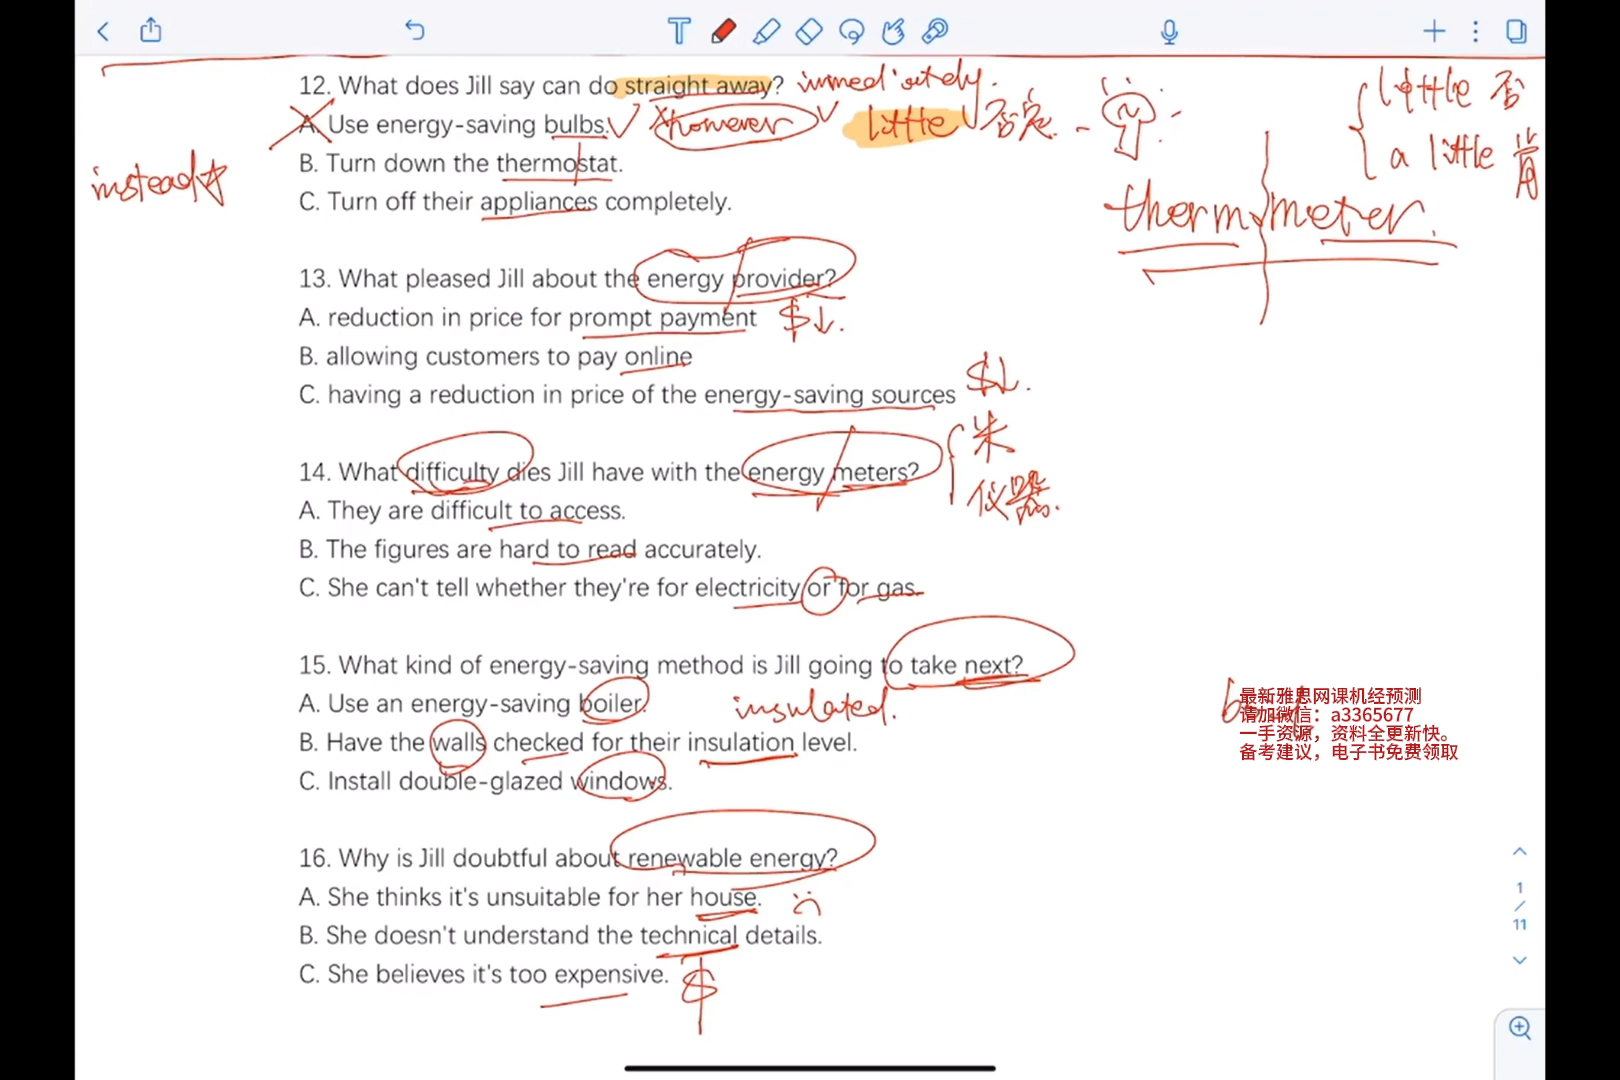 12. What does Jill say can do straight away? immediately.
A. Use energy-saving bulbs. however little 否定.
little 否
a little 肯
B. Turn down the thermostat.
instead
C. Turn off their appliances completely.
thermometer.
13. What pleased Jill about the energy provider?
A. reduction in price for prompt payment $↓.
B. allowing customers to pay online
C. having a reduction in price of the energy-saving sources $↓.
米
14. What difficulty dies Jill have with the energy meters?
仪器.
A. They are difficult to access.
B. The figures are hard to read accurately.
C. She can't tell whether they're for electricity or for gas.
15. What kind of energy-saving method is Jill going to take next?
A. Use an energy-saving boiler. insulated.
B. Have the walls checked for their insulation level.
C. Install double-glazed windows.
最新雅思网课机经预测
请加微信：a3365677
一手资源，资料全更新快。
备考建议，电子书免费领取
16. Why is Jill doubtful about renewable energy?
A. She thinks it's unsuitable for her house.
B. She doesn't understand the technical details.
C. She believes it's too expensive. $
1
/
11